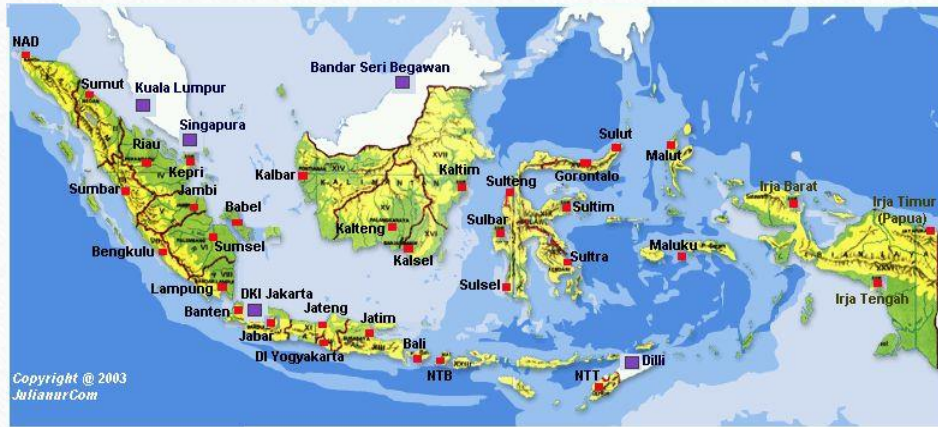 NAD
Sumut
Kuala Lumpur
Bandar Seri Begawan
Singapura
Riau
Kepri
Sumbar
Jambi
Babel
Bengkulu
Sumsel
Lampung
Kalbar
Kaltim
Kalteng
Kalsel
Sulut
Gorontalo
Sulteng
Sultim
Sulbar
Sultra
Sulsel
Malut
Maluku
Irja Barat
Irja Timur
(Papua)
Irja Tengah
Banten
DKI Jakarta
Jabar
Jateng
DI Yogyakarta
Jatim
Bali
NTB
NTT
Dilli
Copyright @ 2003
JulianurCom